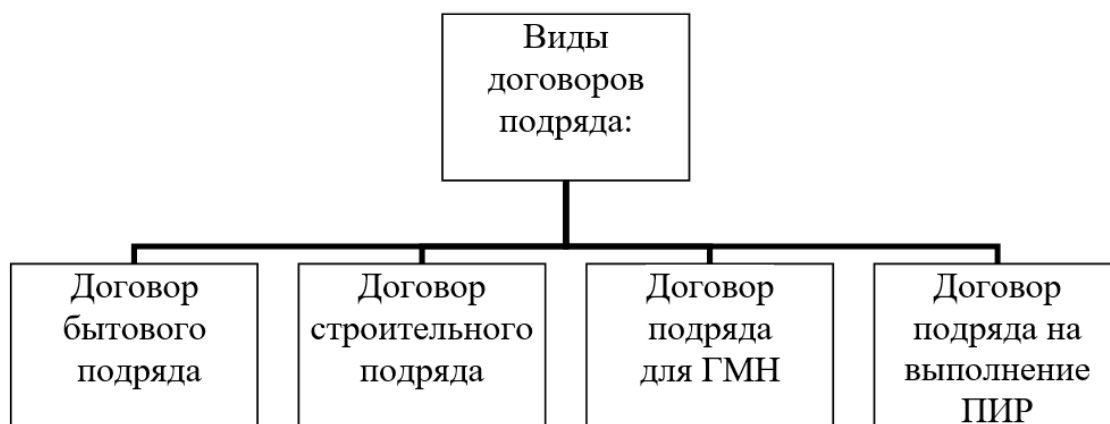 Виды
договоров
подряда:
Договор
бытового
подряда
Договор
строительного
подряда
Договор
подряда
для ГМН
Договор
подряда на
выполнение
ПИР